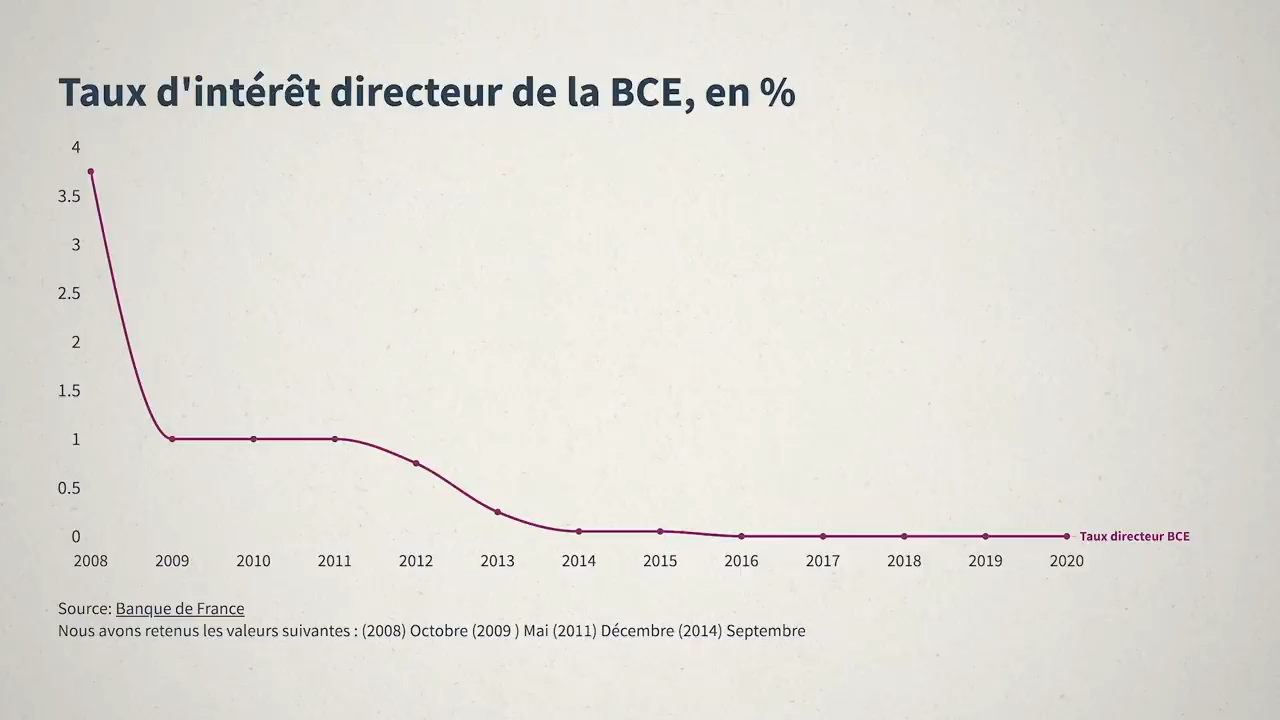 Taux d'intérêt directeur de la BCE, en %
4
3.5
3
2.5
2
1.5
1
0.5
0
Taux directeur BCE
2008 2009 2010 2011 2012 2013 2014 2015 2016 2017 2018 2019 2020
Source: Banque de France
Nous avons retenus les valeurs suivantes : (2008) Octobre (2009 ) Mai (2011) Décembre (2014) Septembre